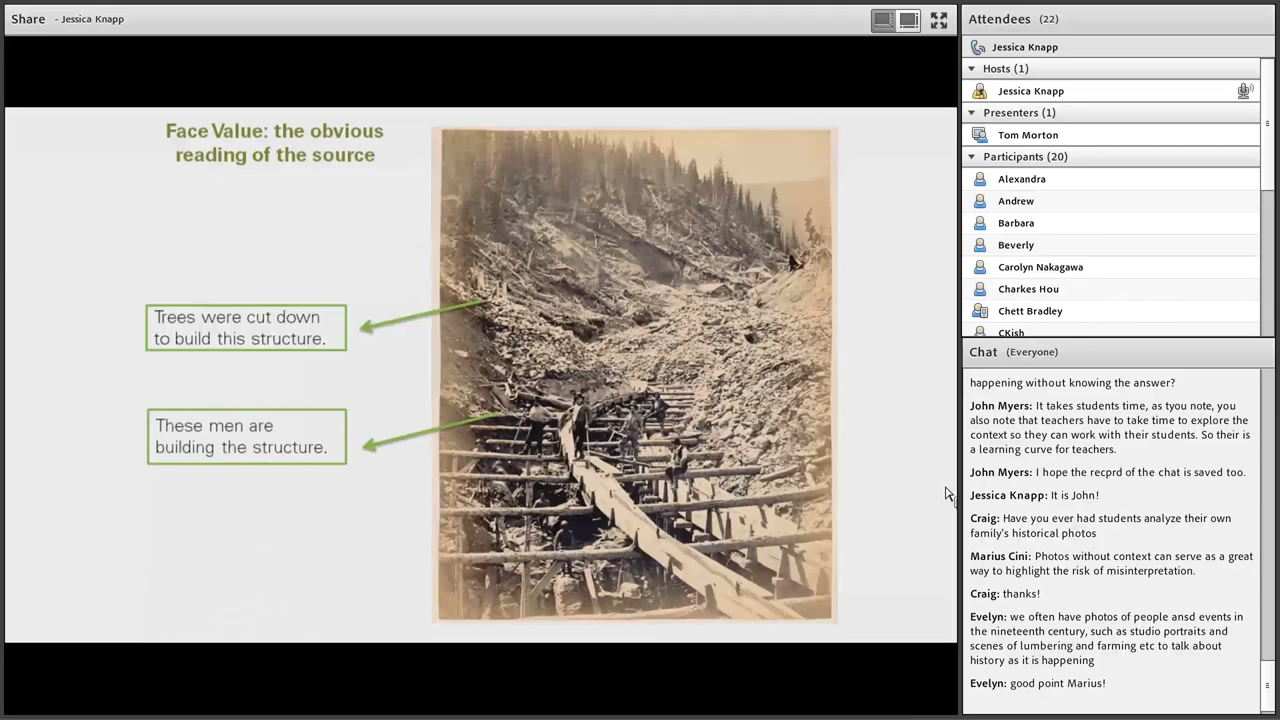 Share - Jessica Knapp
Face Value: the obvious
reading of the source
Trees were cut down
to build this structure.
These men are
building the structure.
Attendees (22)
Jessica Knapp
Hosts (1)
Jessica Knapp
Presenters (1)
Tom Morton
Participants (20)
Alexandra
Andrew
Barbara
Beverly
Carolyn Nakagawa
Charkes Hou
Chett Bradley
CKish
Chat (Everyone)
happening without knowing the answer?
John Myers: It takes students time, as tyou note, you
also note that teachers have to take time to explore the
context so they can work with their students. So their is
a learning curve for teachers.
John Myers: I hope the recprd of the chat is saved too.
Jessica Knapp: It is John!
Craig: Have you ever had students analyze their own
family's historical photos
Marius Cini: Photos without context can serve as a great
way to highlight the risk of misinterpretation.
Craig: thanks!
Evelyn: we often have photos of people ansd events in
the nineteenth century, such as studio portraits and
scenes of lumbering and farming etc to talk about
history as it is happening
Evelyn: good point Marius!